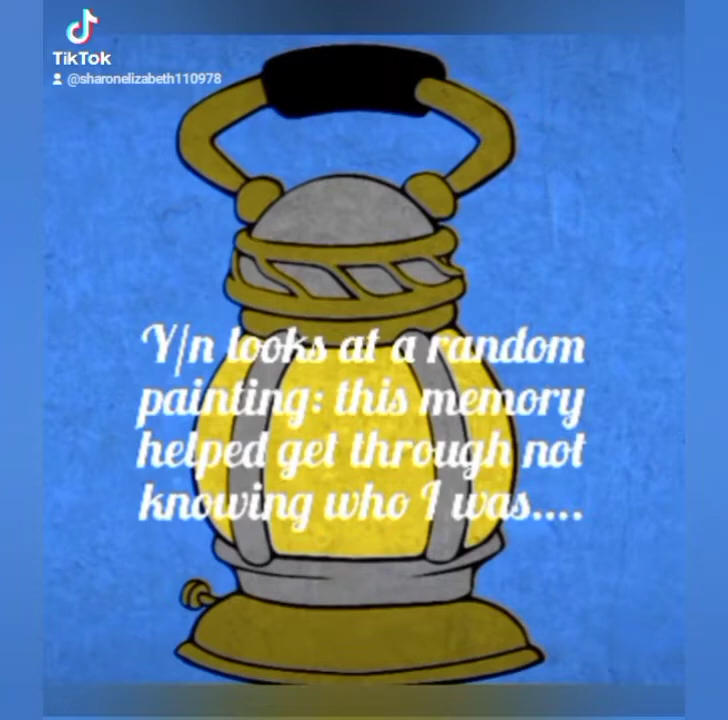 TikTok
@sharonelizabeth110978
Y/n looks at a random
painting: this memory
helped get through not
knowing who I was....